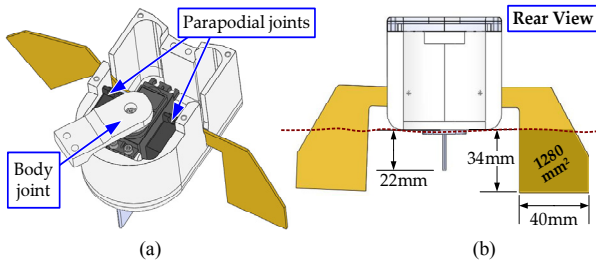 Parapodial joints
Body
joint
(a)
Rear View
22mm
34mm
1280
mm²
40mm
(b)